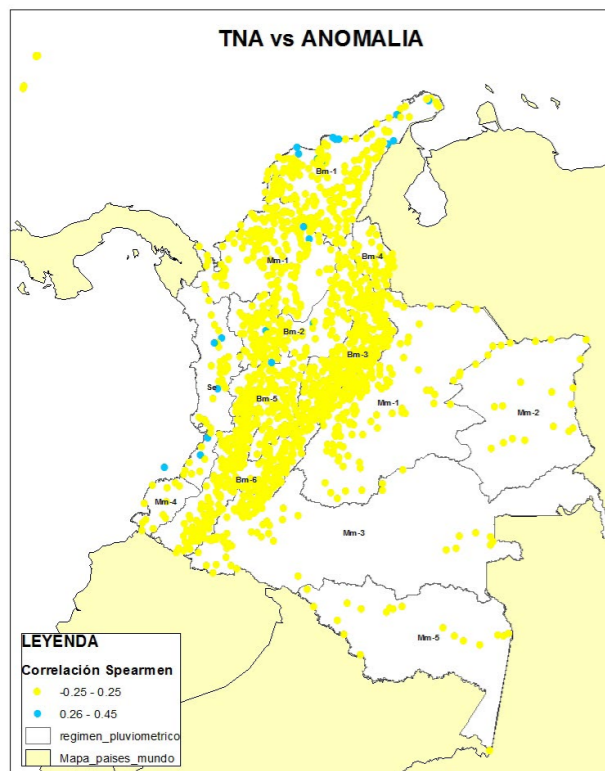 TNA vs ANOMALIA
Bm-1
Bm-4
Mm-1
Bm-2
Bm-3
Se
Bm-5
Mm-1
Mm-2
Bm-6
Mm-4
Mm-3
Mm-5
LEYENDA
Correlación Spearmen
-0.25 - 0.25
0.26 - 0.45
regimen_pluviometrico
Mapa_paises_mundo